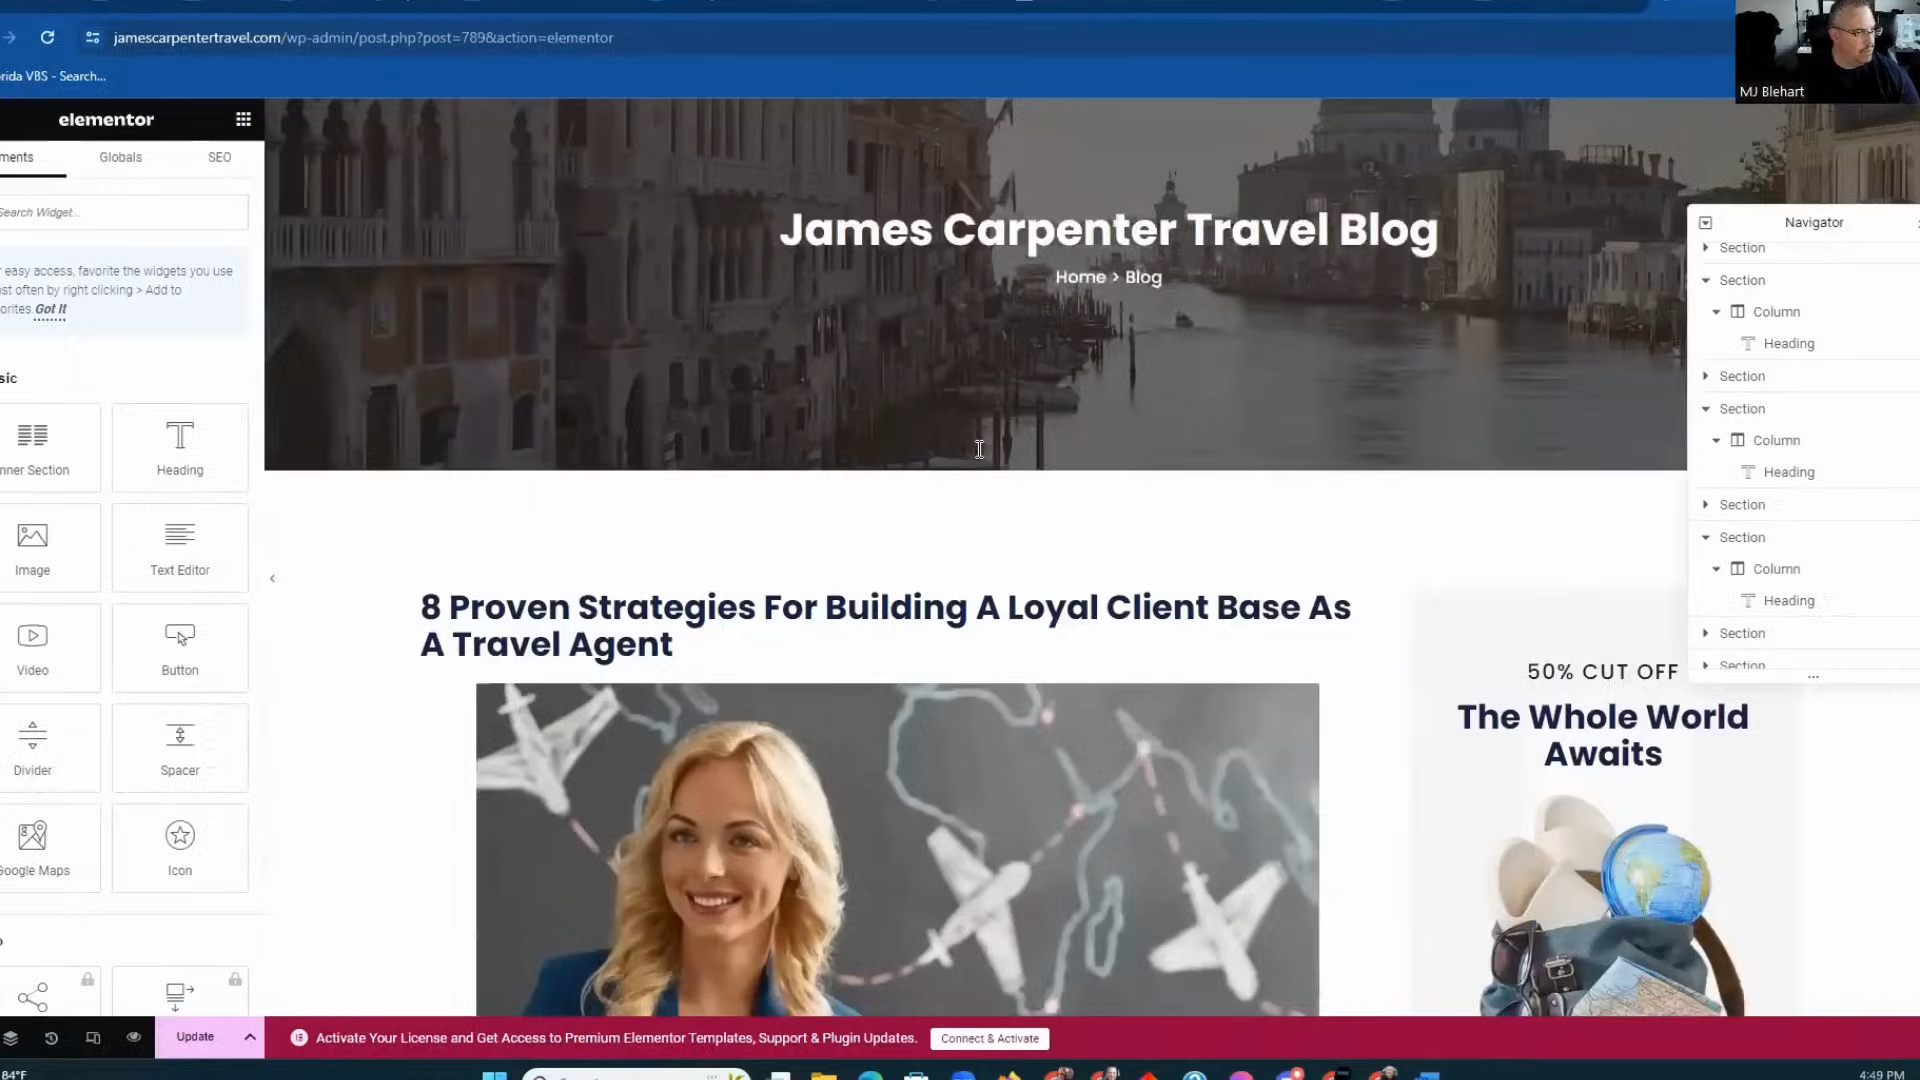 jamescarpentertravel.com/wp-admin/post.php?post=789&action=elementor
rida VBS - Search...
MJ Blehart
elementor
ments
Globals
SEO
Search Widget...
r easy access, favorite the widgets you use
st often by right clicking > Add to
orites. Got It
sic
nner Section
Heading
Image
Text Editor
Video
Button
Divider
Spacer
Google Maps
Icon
James Carpenter Travel Blog
Home > Blog
8 Proven Strategies For Building A Loyal Client Base As
A Travel Agent
50% CUT OFF
The Whole World
Awaits
Navigator
Section
Section
Column
Heading
Section
Section
Column
Heading
Section
Section
Column
Heading
Section
Section
...
Update
Activate Your License and Get Access to Premium Elementor Templates, Support & Plugin Updates.
Connect & Activate
84°F
4:49 PM